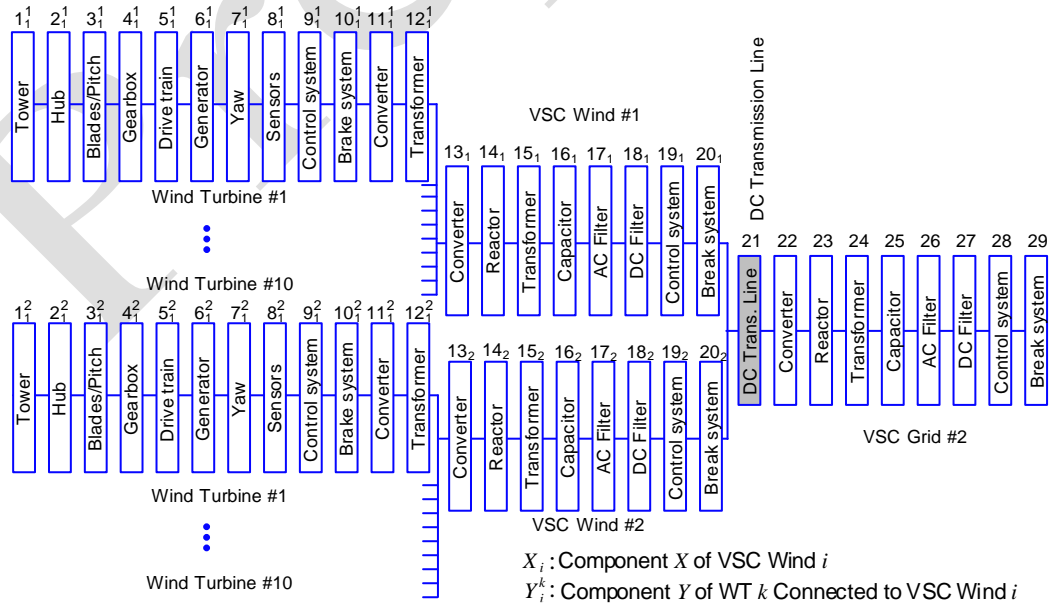 1₁¹ 2₁¹ 3₁¹ 4₁¹ 5₁¹ 6₁¹ 7₁¹ 8₁¹ 9₁¹ 10₁¹ 11₁¹ 12₁¹
Tower
Hub
Blades/Pitch
Gearbox
Drive train
Generator
Yaw
Sensors
Control system
Brake system
Converter
Transformer
Wind Turbine #1
Wind Turbine #10
VSC Wind #1
13₁ 14₁ 15₁ 16₁ 17₁ 18₁ 19₁ 20₁
Converter
Reactor
Transformer
Capacitor
AC Filter
DC Filter
Control system
Break system
1₁² 2₁² 3₁² 4₁² 5₁² 6₁² 7₁² 8₁² 9₁² 10₁² 11₁² 12₁²
Tower
Hub
Blades/Pitch
Gearbox
Drive train
Generator
Yaw
Sensors
Control system
Brake system
Converter
Transformer
Wind Turbine #1
Wind Turbine #10
13₂ 14₂ 15₂ 16₂ 17₂ 18₂ 19₂ 20₂
Converter
Reactor
Transformer
Capacitor
AC Filter
DC Filter
Control system
Break system
VSC Wind #2
DC Transmission Line
21 22 23 24 25 26 27 28 29
DC Trans. Line
Converter
Reactor
Transformer
Capacitor
AC Filter
DC Filter
Control system
Break system
VSC Grid #2
Xᵢ: Component X of VSC Wind i
Yᵢᵏ: Component Y of WT k Connected to VSC Wind i